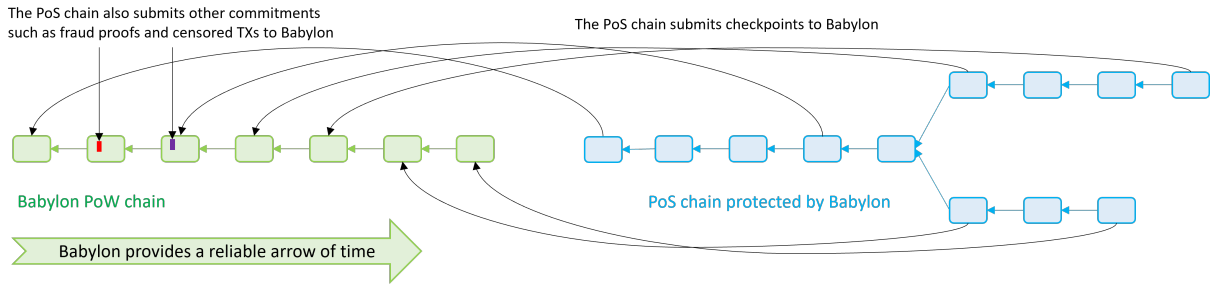 The PoS chain also submits other commitments
such as fraud proofs and censored TXs to Babylon
The PoS chain submits checkpoints to Babylon
Babylon PoW chain
PoS chain protected by Babylon
Babylon provides a reliable arrow of time